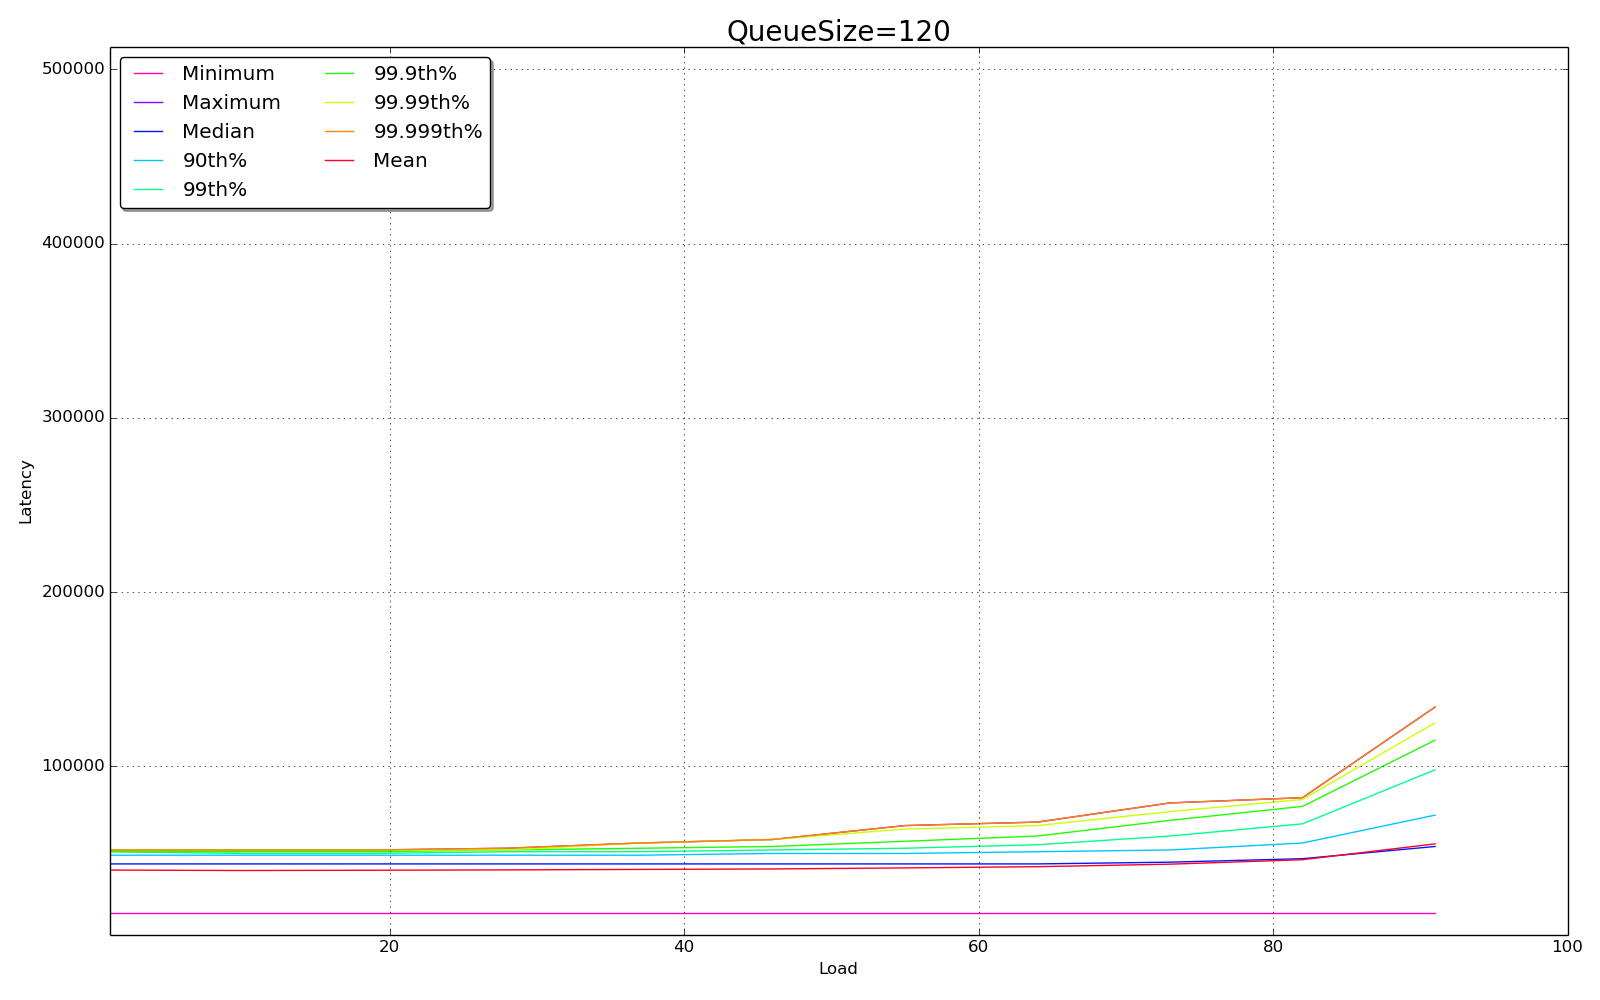 QueueSize=120
Minimum
Maximum
Median
90th%
99th%
99.9th%
99.99th%
99.999th%
Mean
500000
400000
300000
200000
100000
Latency
20 40 60 80 100
Load